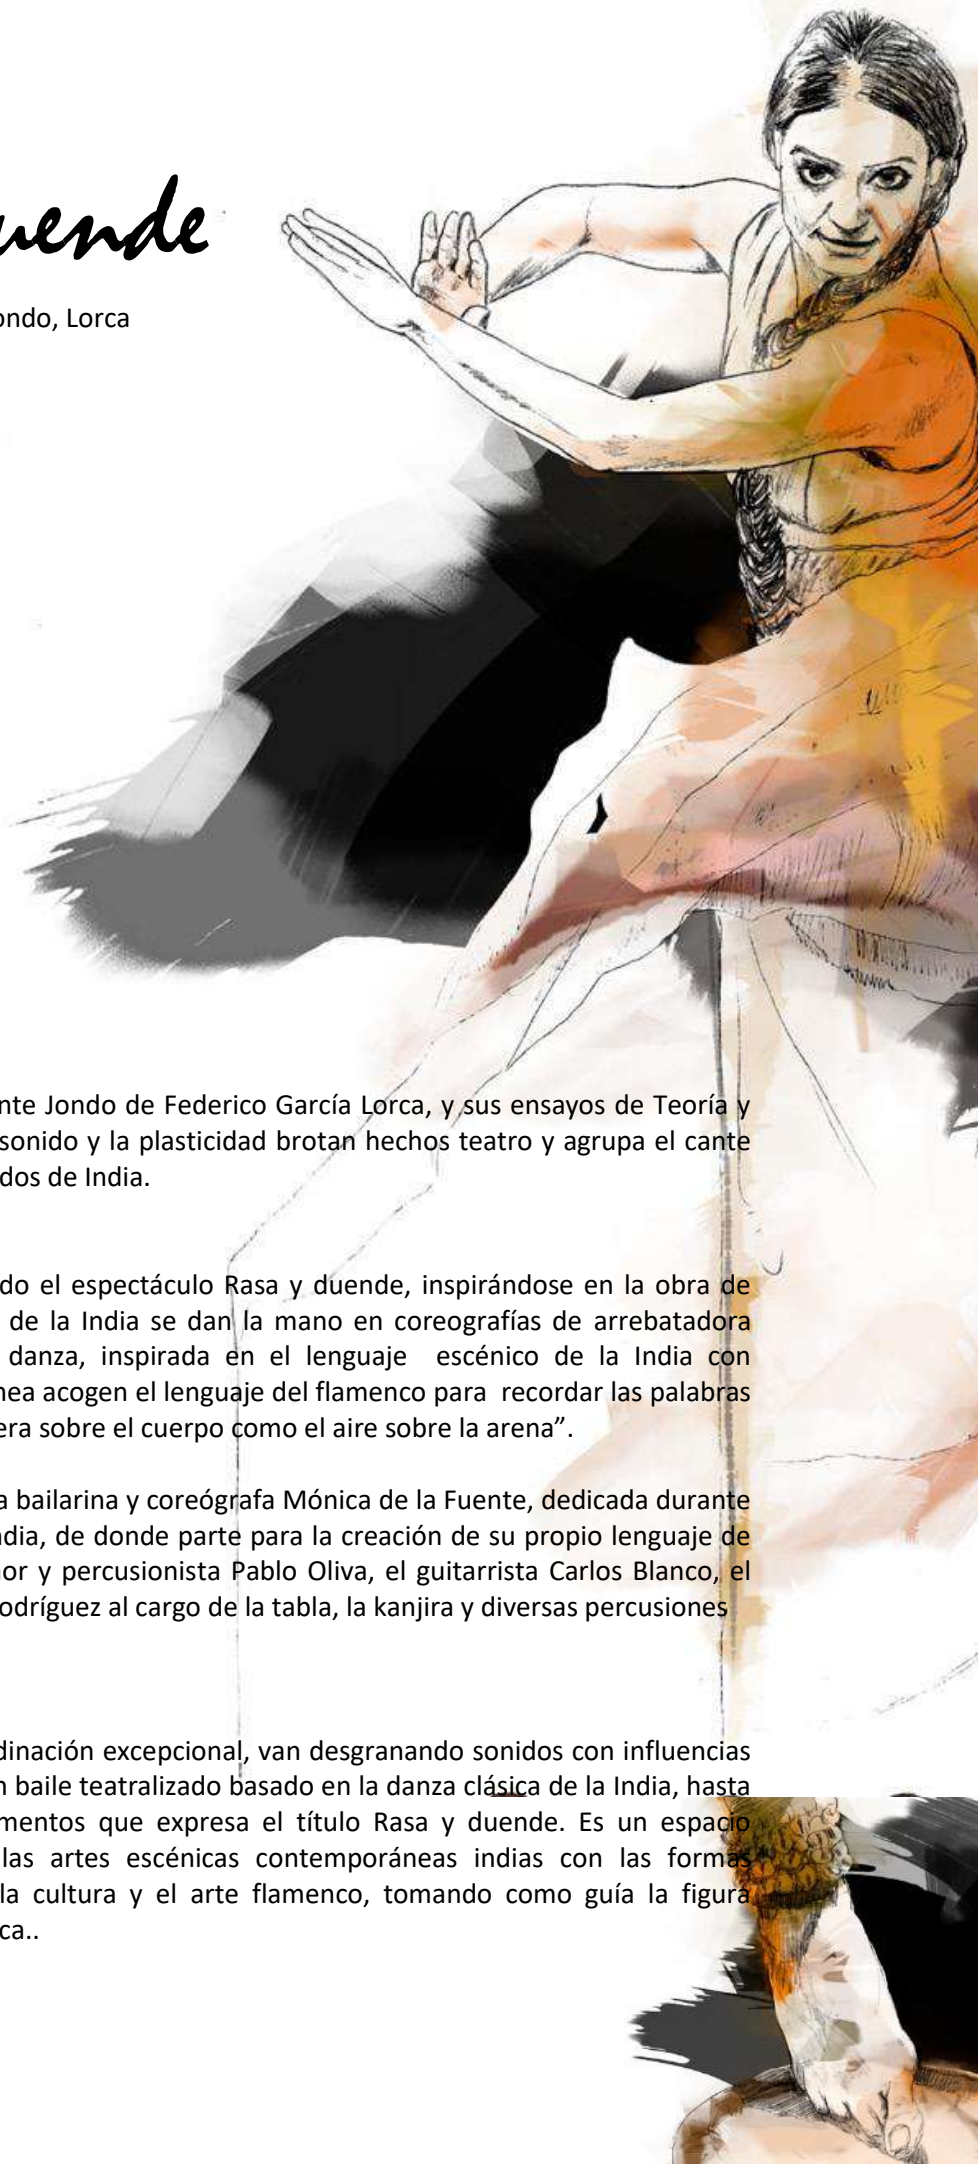 uende
ondo, Lorca
nte Jondo de Federico García Lorca, y sus ensayos de Teoría y
sonido y la plasticidad brotan hechos teatro y agrupa el cante
dos de India.
do el espectáculo Rasa y duende, inspirándose en la obra de
de la India se dan la mano en coreografías de arrebatadora
danza, inspirada en el lenguaje escénico de la India con
nea acogen el lenguaje del flamenco para recordar las palabras
era sobre el cuerpo como el aire sobre la arena”.
a bailarina y coreógrafa Mónica de la Fuente, dedicada durante
ndia, de donde parte para la creación de su propio lenguaje de
or y percusionista Pablo Oliva, el guitarrista Carlos Blanco, el
odríguez al cargo de la tabla, la kanjira y diversas percusiones
dinación excepcional, van desgranando sonidos con influencias
n baile teatralizado basado en la danza clásica de la India, hasta
mentos que expresa el título Rasa y duende. Es un espacio
las artes escénicas contemporáneas indias con las formas
la cultura y el arte flamenco, tomando como guía la figura
ca..